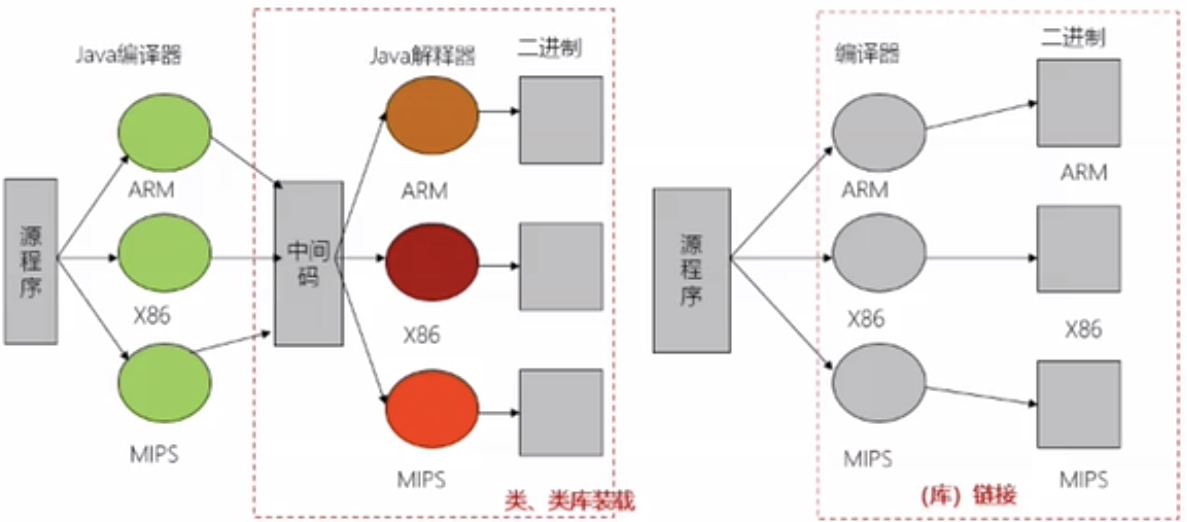 Java编译器
Java解释器
二进制
编译器
二进制
源
程
序
ARM
X86
MIPS
中间
码
ARM
X86
MIPS
类、类库装载
源
程
序
ARM
X86
MIPS
ARM
X86
MIPS
(库) 链接